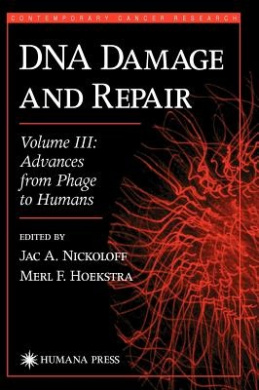 CONTEMPORARY CANCER RESEARCH
DNA DAMAGE
AND REPAIR
Volume III:
Advances
from Phage
to Humans
EDITED BY
JAC A. NICKOLOFF
MERL F. HOEKSTRA
HUMANA PRESS